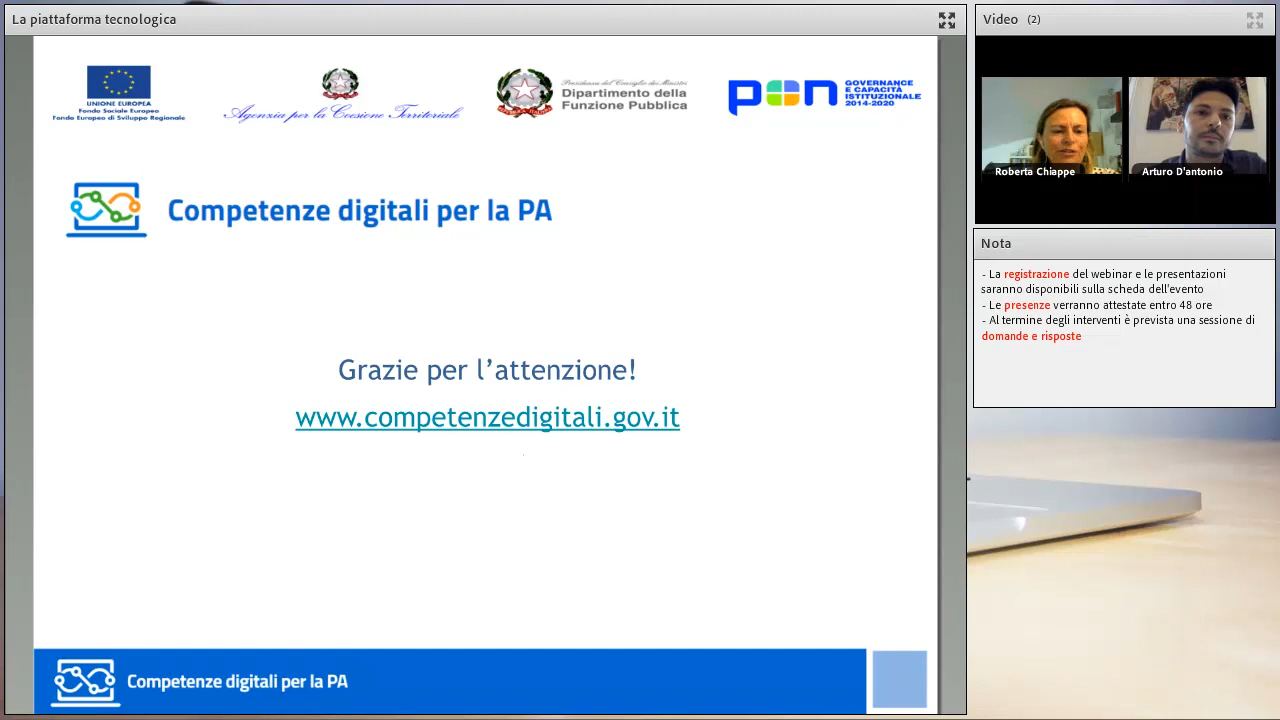 La piattaforma tecnologica
UNIONE EUROPEA
Fondo Sociale Europeo
Fondo Europeo di Sviluppo Regionale
Agenzia per la Coesione Territoriale
Presidenza del Consiglio dei Ministri
Dipartimento della
Funzione Pubblica
pon
GOVERNANCE
E CAPACITÀ
ISTITUZIONALE
2014-2020
Competenze digitali per la PA
Grazie per l’attenzione!
www.competenzedigitali.gov.it
Competenze digitali per la PA
Video (2)
Roberta Chiappe
Arturo D'antonio
Nota
- La registrazione del webinar e le presentazioni
saranno disponibili sulla scheda dell'evento
- Le presenze verranno attestate entro 48 ore
- Al termine degli interventi è prevista una sessione di
domande e risposte